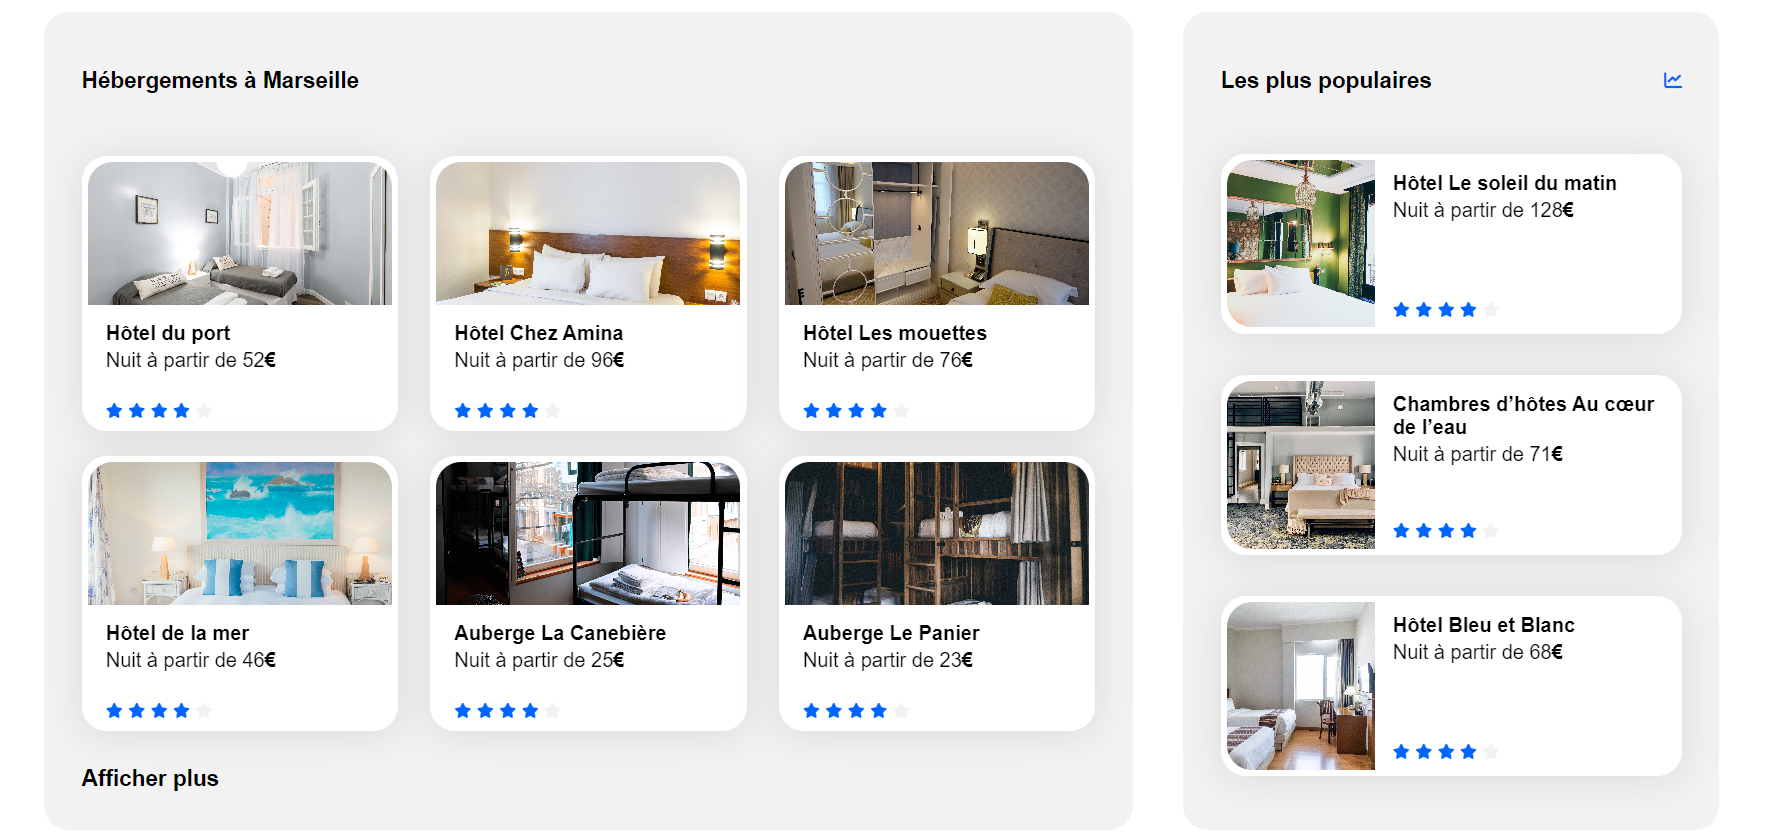 Hébergements à Marseille
Hôtel du port
Nuit à partir de 52€
Hôtel Chez Amina
Nuit à partir de 96€
Hôtel Les mouettes
Nuit à partir de 76€
Hôtel de la mer
Nuit à partir de 46€
Auberge La Canebière
Nuit à partir de 25€
Auberge Le Panier
Nuit à partir de 23€
Afficher plus
Les plus populaires
Hôtel Le soleil du matin
Nuit à partir de 128€
Chambres d’hôtes Au cœur
de l’eau
Nuit à partir de 71€
Hôtel Bleu et Blanc
Nuit à partir de 68€